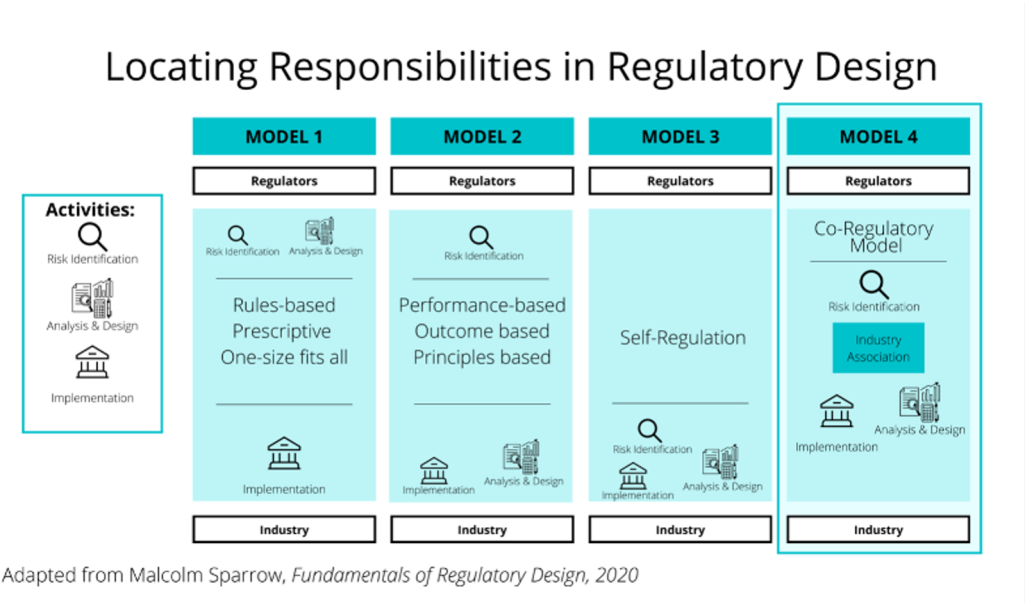 Locating Responsibilities in Regulatory Design
Activities:
Risk Identification
Analysis & Design
Implementation
MODEL 1
Regulators
Risk Identification
Analysis & Design
Rules-based
Prescriptive
One-size fits all
Implementation
Industry
MODEL 2
Regulators
Risk Identification
Performance-based
Outcome based
Principles based
Implementation
Analysis & Design
Industry
MODEL 3
Regulators
Self-Regulation
Risk Identification
Implementation
Analysis & Design
Industry
MODEL 4
Regulators
Co-Regulatory
Model
Risk Identification
Industry
Association
Implementation
Analysis & Design
Industry
Adapted from Malcolm Sparrow, Fundamentals of Regulatory Design, 2020